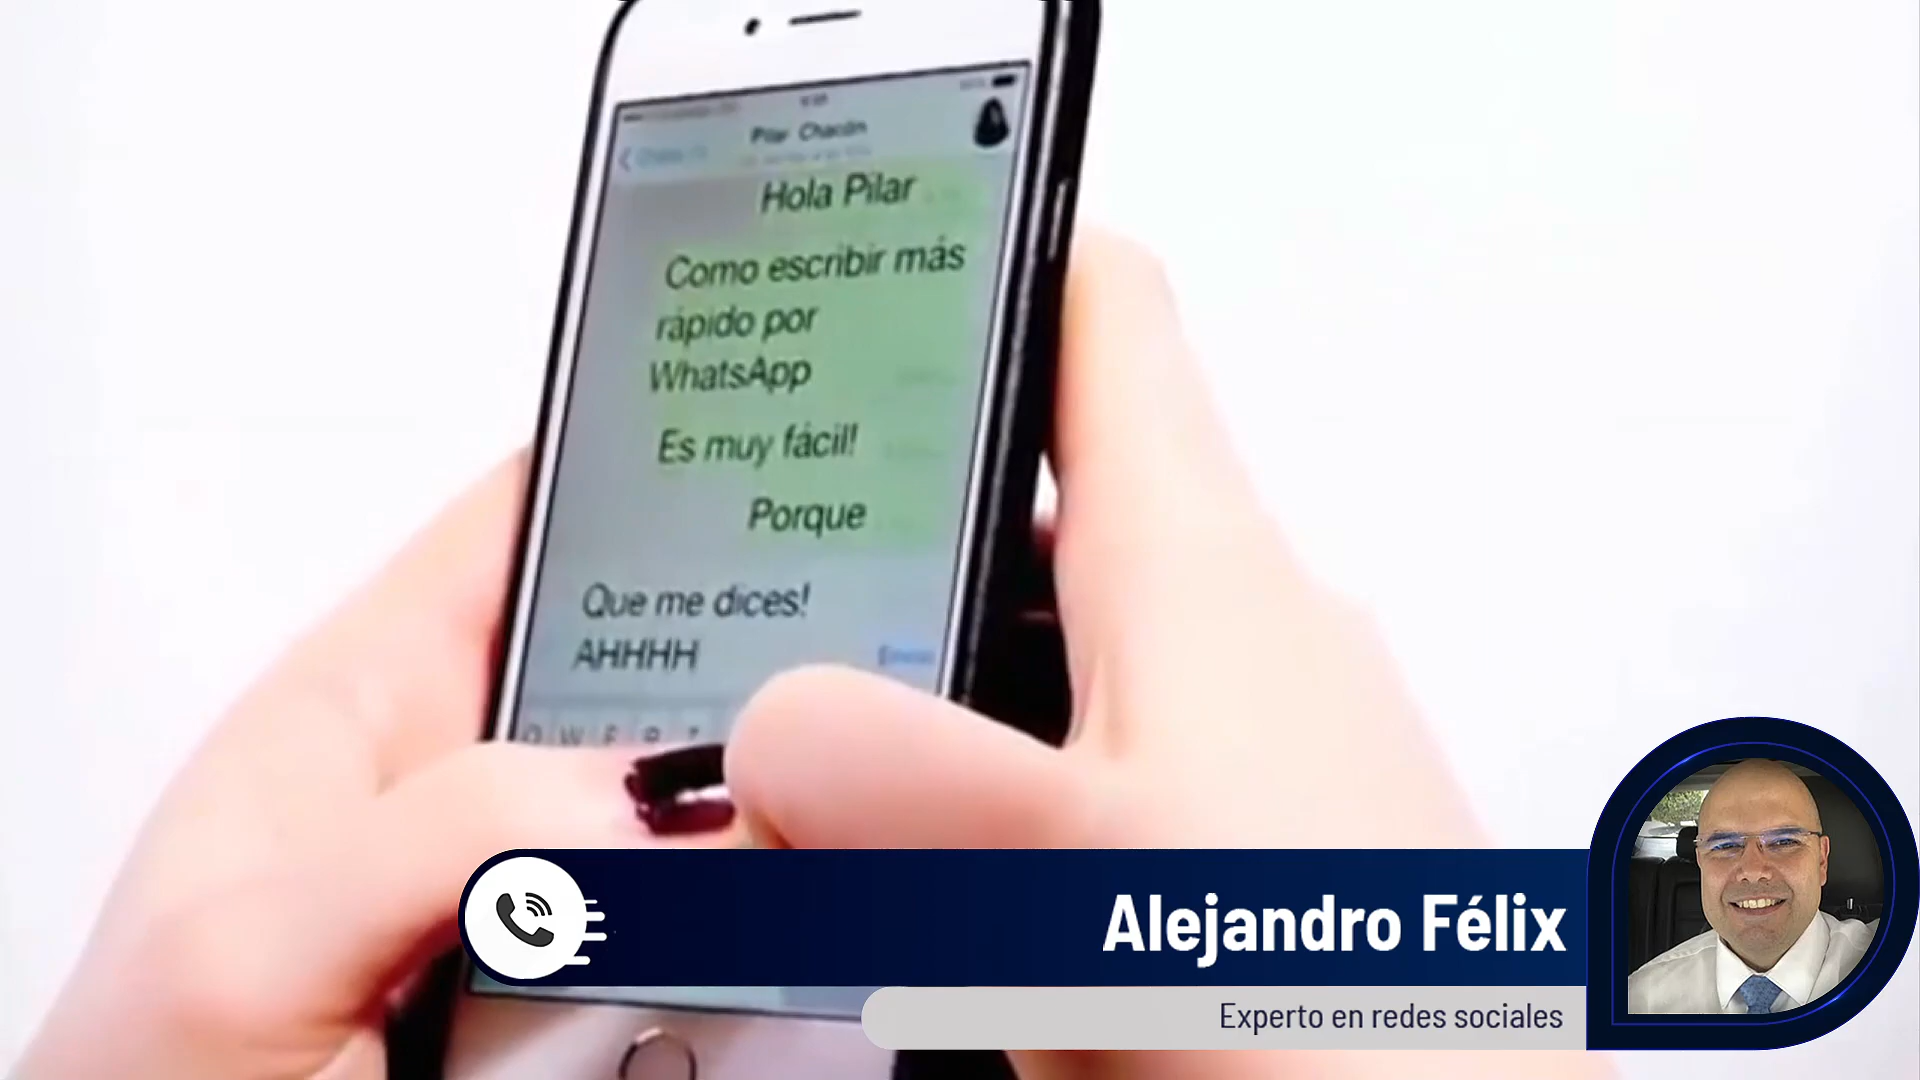 Pilar Chacón
Hola Pilar
Como escribir más
rápido por
WhatsApp
Es muy fácil!
Porque
Que me dices!
AHHHH
Enviar
Q W E R T
Alejandro Félix
Experto en redes sociales